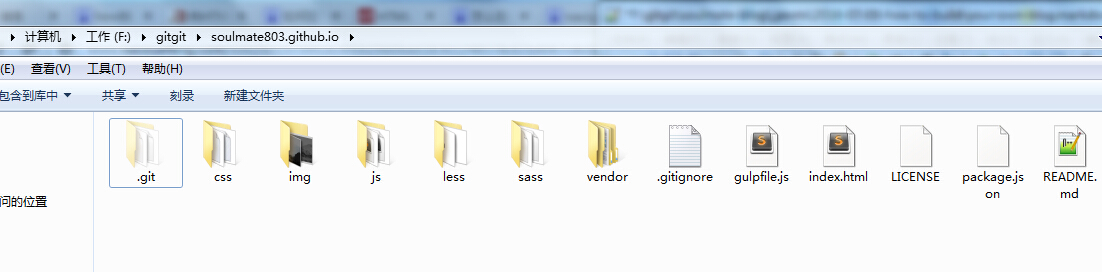 计算机 ▸ 工作 (F:) ▸ gitgit ▸ soulmate803.github.io
(E) 查看(V) 工具(T) 帮助(H)
包含到库中 共享 刻录 新建文件夹
.git css img js less sass vendor .gitignore gulpfile.js index.html LICENSE package.js README.
on md
问的位置